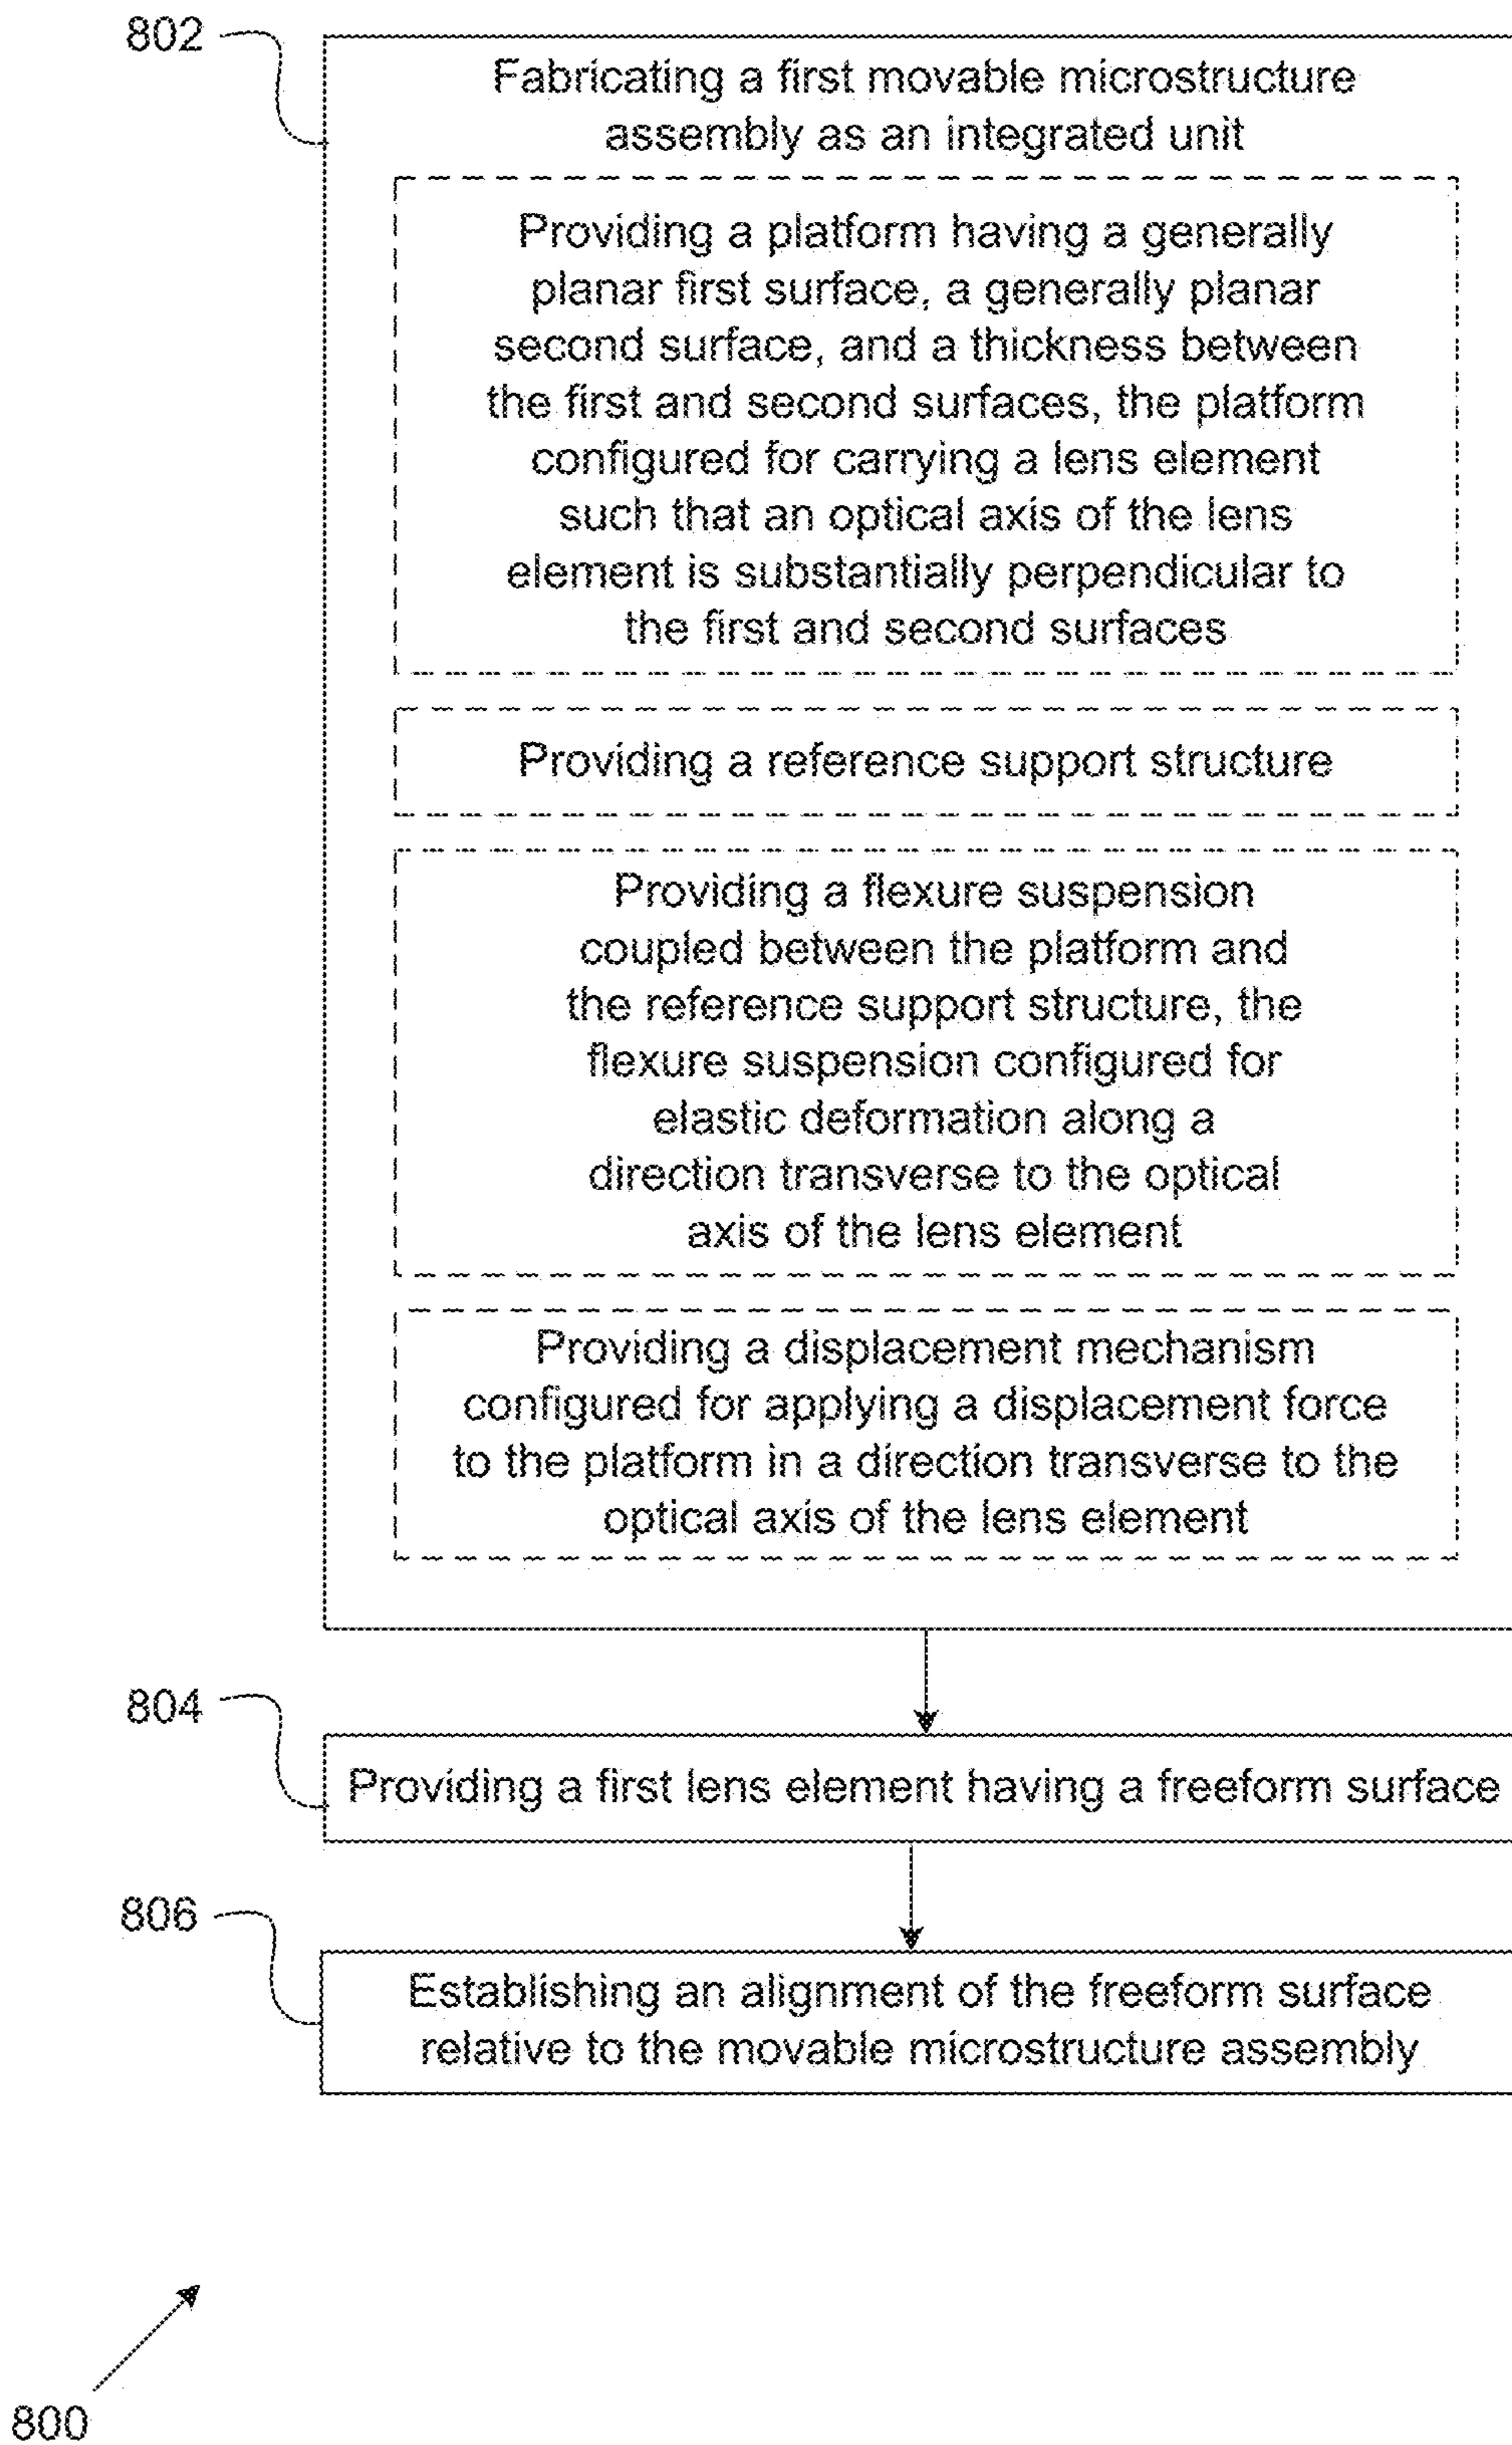 802
Fabricating a first movable microstructure
assembly as an integrated unit
Providing a platform having a generally
planar first surface, a generally planar
second surface, and a thickness between
the first and second surfaces, the platform
configured for carrying a lens element
such that an optical axis of the lens
element is substantially perpendicular to
the first and second surfaces
Providing a reference support structure
Providing a flexure suspension
coupled between the platform and
the reference support structure, the
flexure suspension configured for
elastic deformation along a
direction transverse to the optical
axis of the lens element
Providing a displacement mechanism
configured for applying a displacement force
to the platform in a direction transverse to the
optical axis of the lens element
804
Providing a first lens element having a freeform surface
806
Establishing an alignment of the freeform surface
relative to the movable microstructure assembly
800